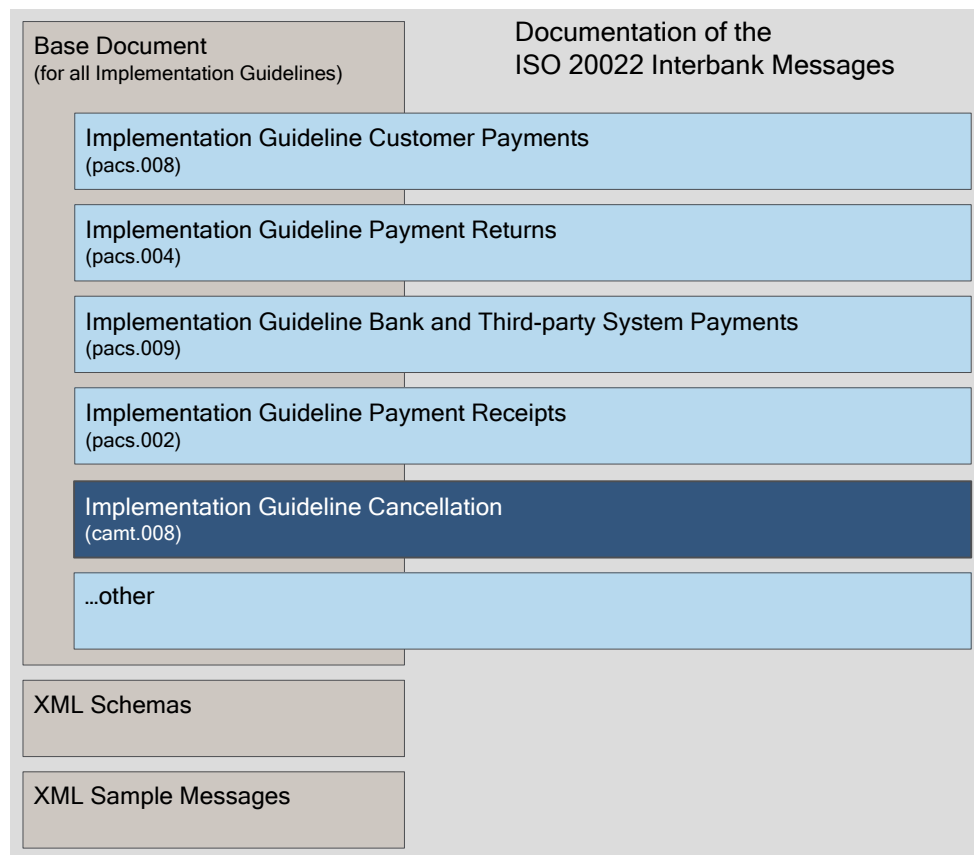 Base Document
(for all Implementation Guidelines)
Documentation of the
ISO 20022 Interbank Messages
Implementation Guideline Customer Payments
(pacs.008)
Implementation Guideline Payment Returns
(pacs.004)
Implementation Guideline Bank and Third-party System Payments
(pacs.009)
Implementation Guideline Payment Receipts
(pacs.002)
Implementation Guideline Cancellation
(camt.008)
…other
XML Schemas
XML Sample Messages